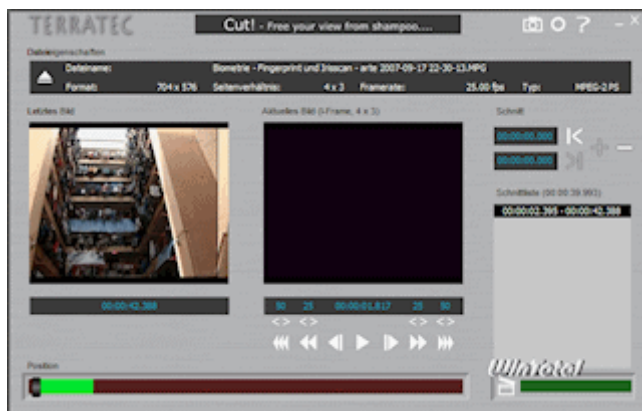 TERRATEC
Cut! - Free your view from shampoo....
Dateieigenschaften
Dateiname: Biometrie - Fingerprint und Irisscan - arte 2007-09-17 22-30-13.MPG
Format: 704 x 576 Seitenverhältnis: 4 x 3 Framerate: 25.00 fps Typ: MPEG-2 PS
Letztes Bild
Aktuelles Bild (I-Frame, 4 x 3)
Schnitt
00:00:00.000
00:00:00.000
Schnittliste (00:00:39.993)
00:00:02.395 - 00:00:42.388
00:00:42.388
50 25 00:00:01.817 25 50
Position
WinTotal